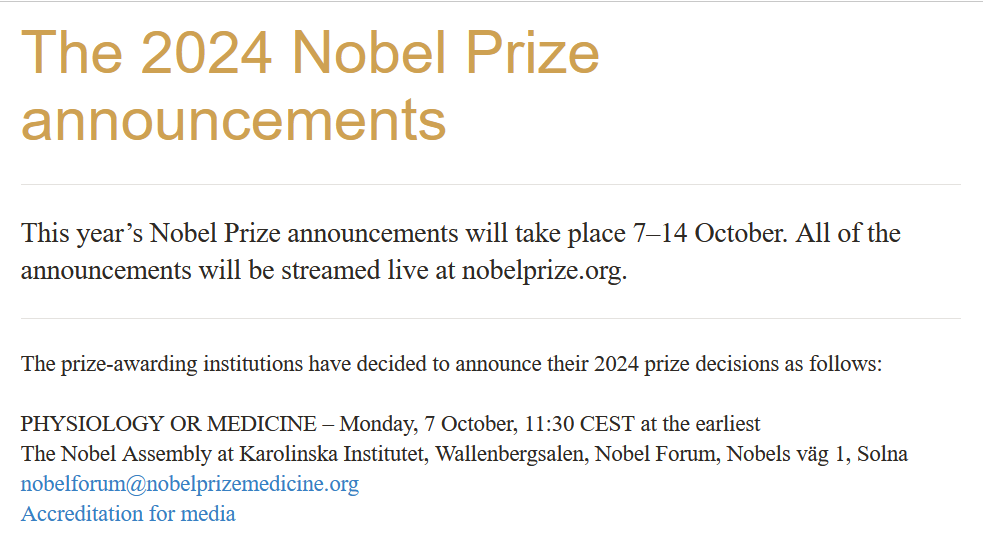 The 2024 Nobel Prize
announcements
This year’s Nobel Prize announcements will take place 7–14 October. All of the
announcements will be streamed live at nobelprize.org.
The prize-awarding institutions have decided to announce their 2024 prize decisions as follows:
PHYSIOLOGY OR MEDICINE – Monday, 7 October, 11:30 CEST at the earliest
The Nobel Assembly at Karolinska Institutet, Wallenbergsalen, Nobel Forum, Nobels väg 1, Solna
nobelforum@nobelprizemedicine.org
Accreditation for media